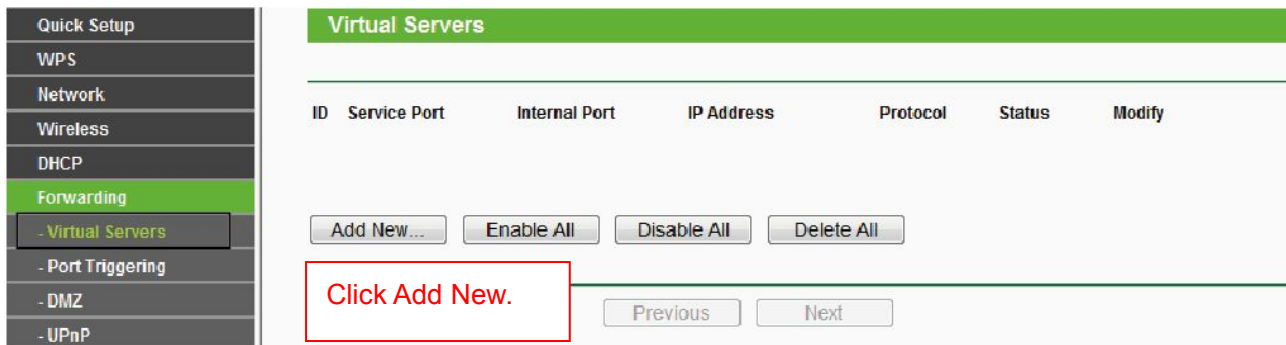 Quick Setup
WPS
Network
Wireless
DHCP
Forwarding
- Virtual Servers
- Port Triggering
- DMZ
- UPnP
Virtual Servers
ID Service Port Internal Port IP Address Protocol Status Modify
Add New... Enable All Disable All Delete All
Click Add New.
Previous Next